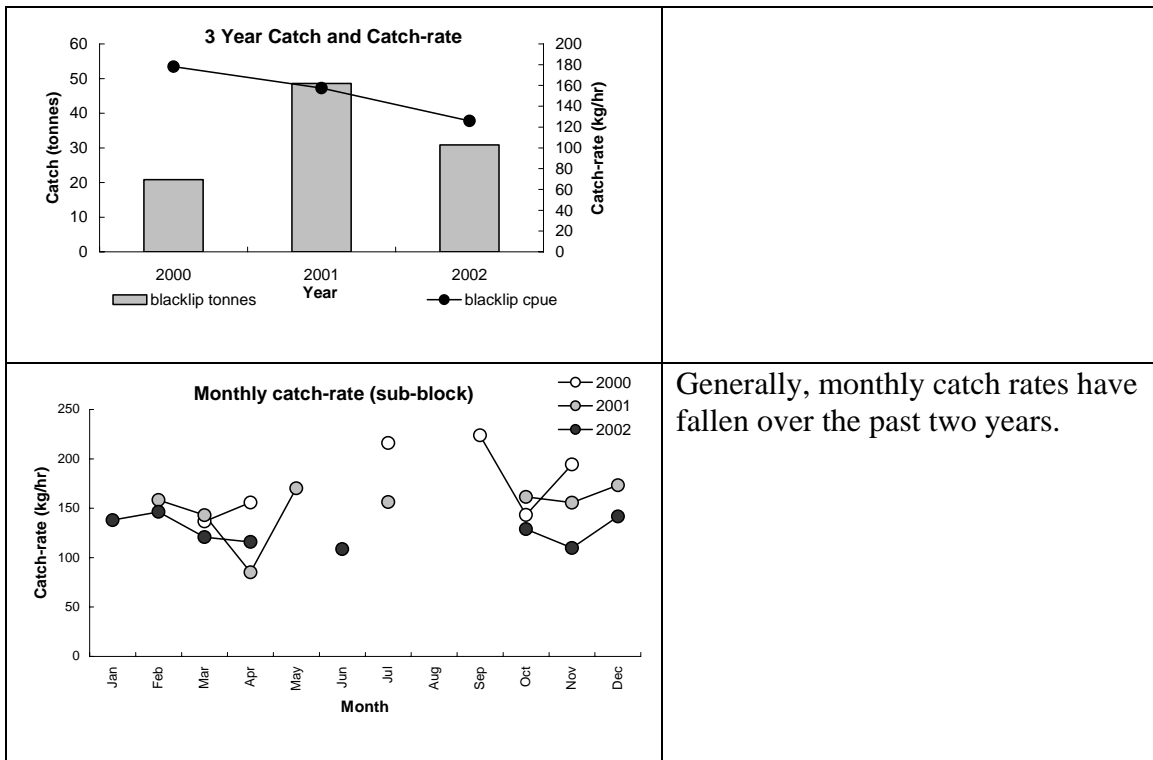 3 Year Catch and Catch-rate
60
50
40
30
20
10
0
Catch (tonnes)
200
180
160
140
120
100
80
60
40
20
0
Catch-rate (kg/hr)
2000
2001
2002
Year
blacklip tonnes
blacklip cpue
Monthly catch-rate (sub-block)
2000
2001
2002
250
200
150
100
50
0
Catch-rate (kg/hr)
Jan
Feb
Mar
Apr
May
Jun
Jul
Aug
Sep
Oct
Nov
Dec
Month
Generally, monthly catch rates have
fallen over the past two years.